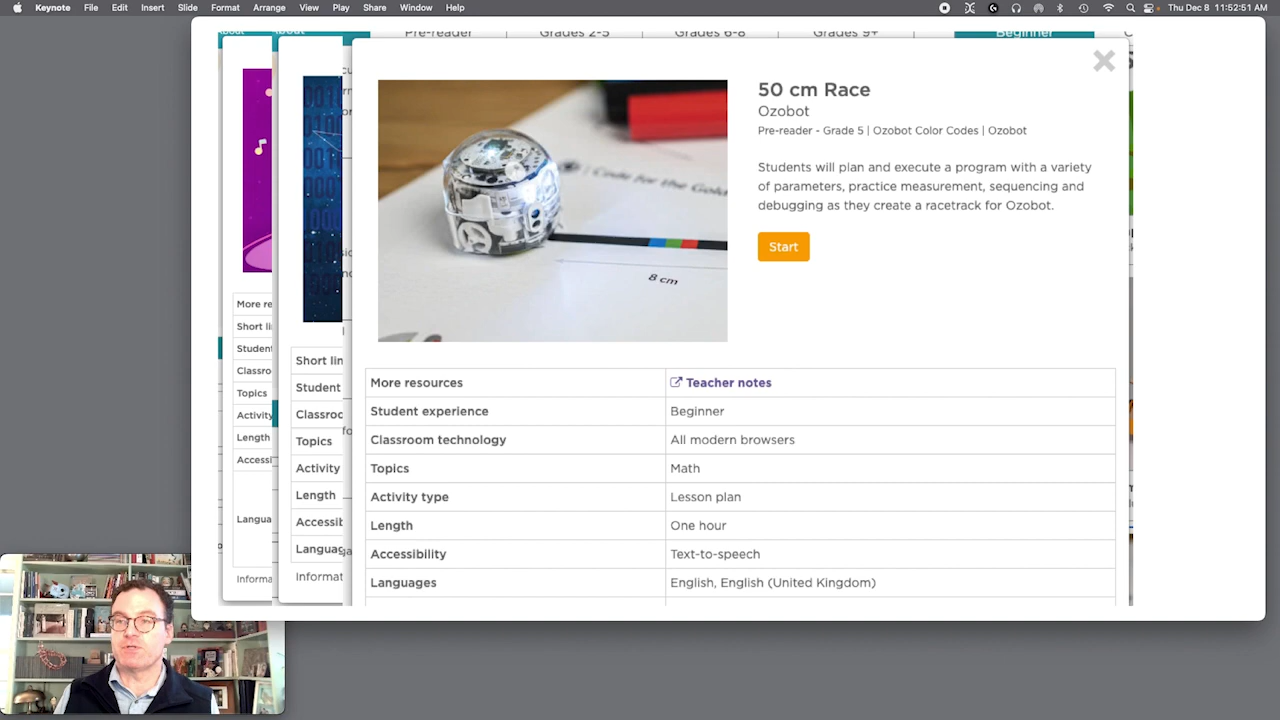 Keynote File Edit Insert Slide Format Arrange View Play Share Window Help
Thu Dec 8 11:52:51 AM
Pre-reader Grades 2-5 Grades 6-8 Grades 9+ Beginner
50 cm Race
Ozobot
Pre-reader - Grade 5 | Ozobot Color Codes | Ozobot
Students will plan and execute a program with a variety
of parameters, practice measurement, sequencing and
debugging as they create a racetrack for Ozobot.
Start
Code for the Gold
8 cm
More resources Teacher notes
Student experience Beginner
Classroom technology All modern browsers
Topics Math
Activity type Lesson plan
Length One hour
Accessibility Text-to-speech
Languages English, English (United Kingdom)
More re
Short li
Student
Classro
Topics
Activity
Length
Accessi
Langua
Informa
Short lin
Student
Classroo
Topics
Activity
Length
Accessib
Languag
Informat